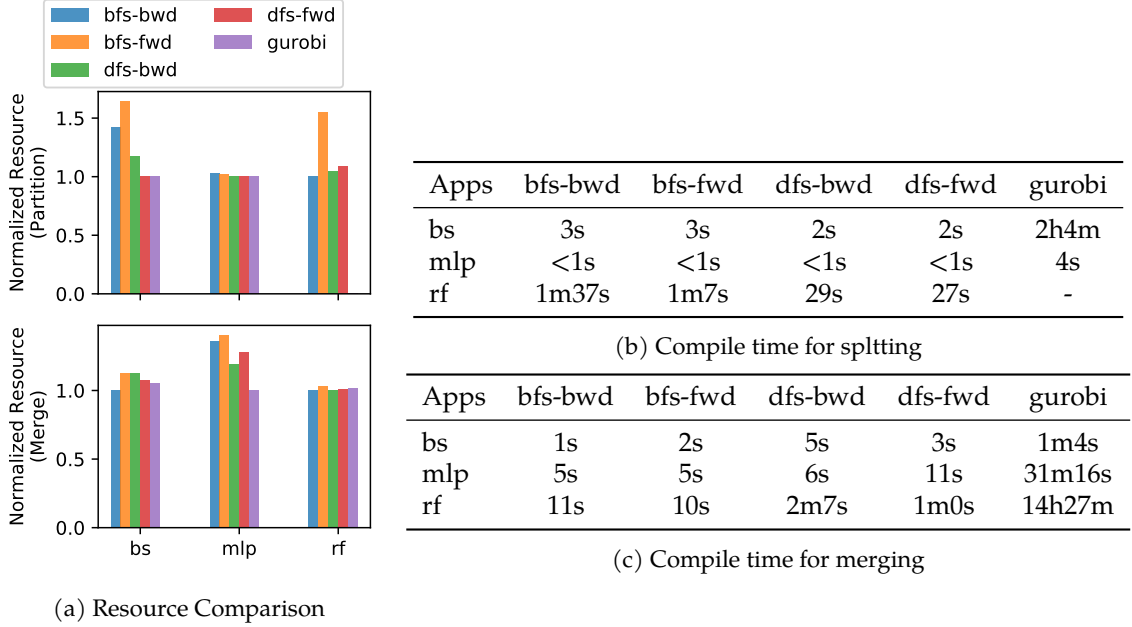 bfs-bwd
bfs-fwd
dfs-bwd
dfs-fwd
gurobi
Normalized Resource
(Partition)
1.5
1.0
0.5
0.0
Normalized Resource
(Merge)
1.0
0.5
0.0
bs mlp rf
(a) Resource Comparison
Apps bfs-bwd bfs-fwd dfs-bwd dfs-fwd gurobi
bs 3s 3s 2s 2s 2h4m
mlp <1s <1s <1s <1s 4s
rf 1m37s 1m7s 29s 27s -
(b) Compile time for spltting
Apps bfs-bwd bfs-fwd dfs-bwd dfs-fwd gurobi
bs 1s 2s 5s 3s 1m4s
mlp 5s 5s 6s 11s 31m16s
rf 11s 10s 2m7s 1m0s 14h27m
(c) Compile time for merging